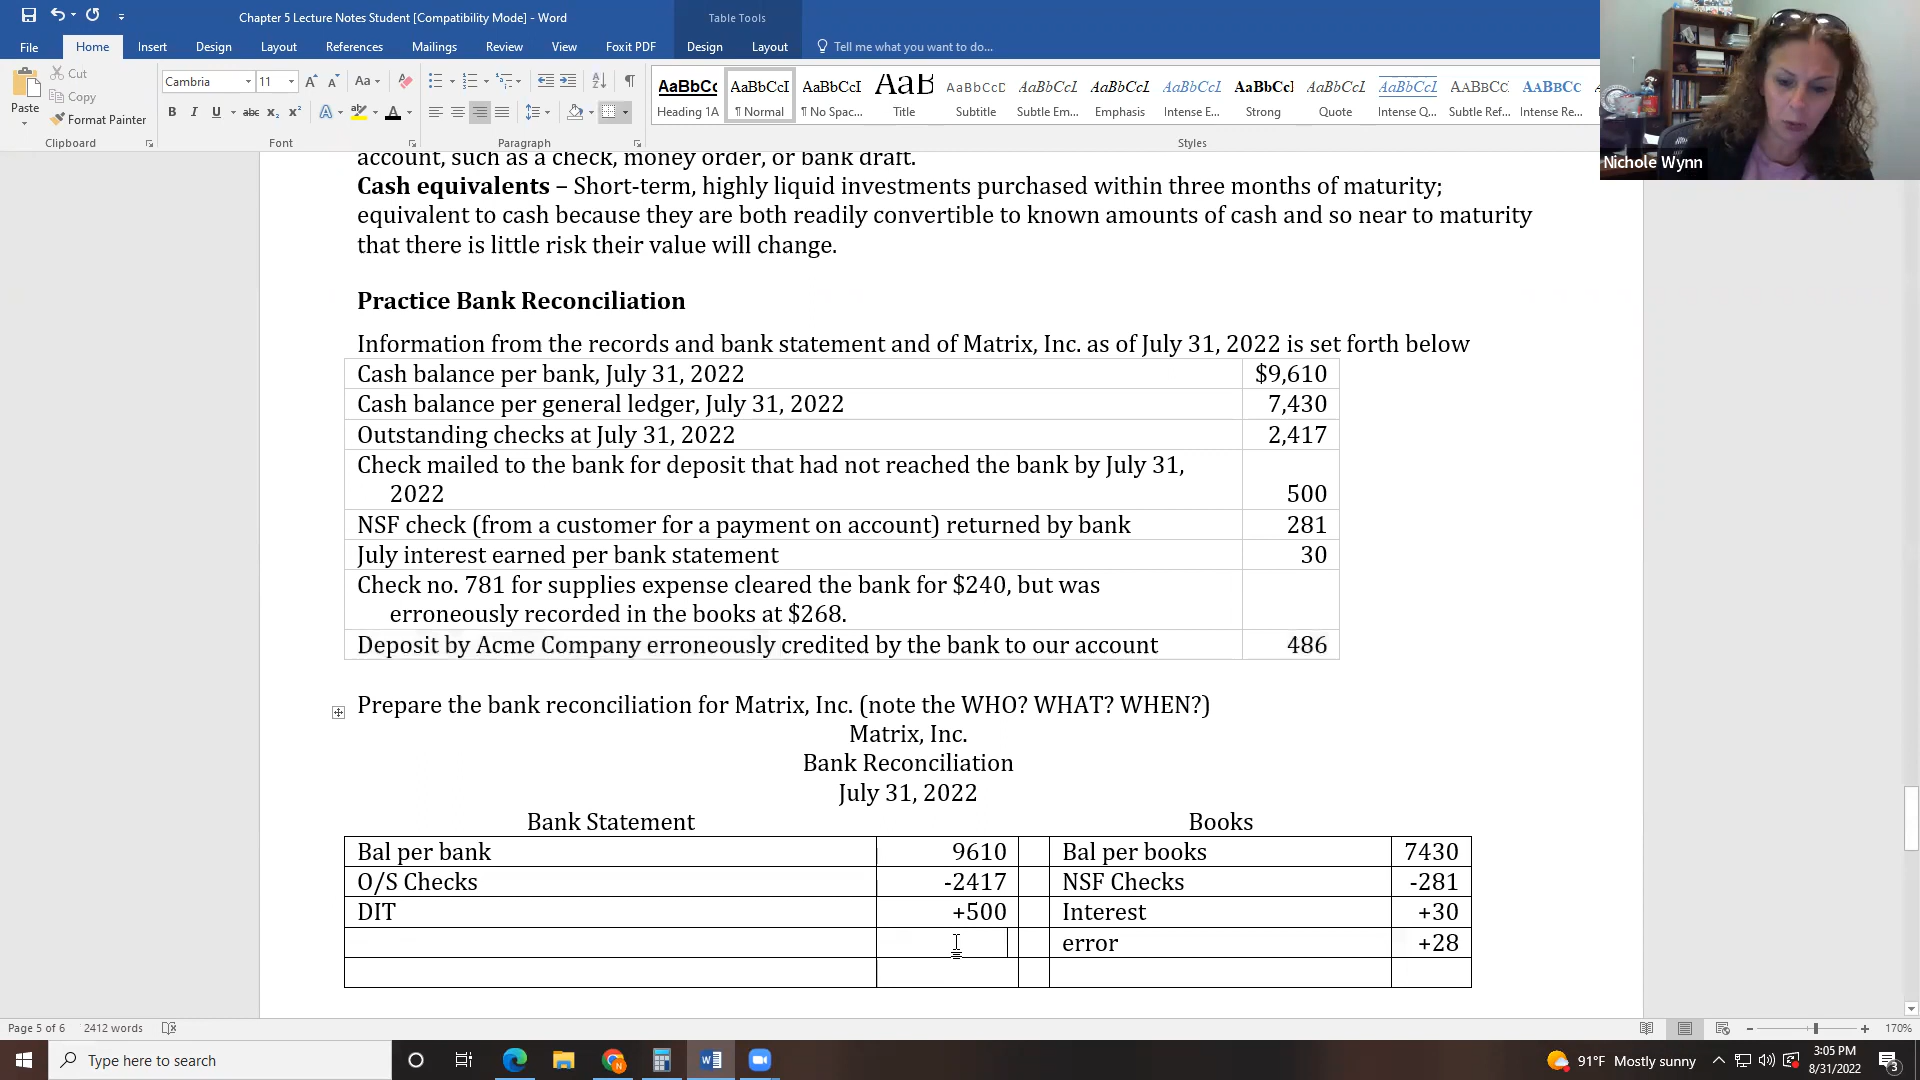 Chapter 5 Lecture Notes Student [Compatibility Mode] - Word
Table Tools
File Home Insert Design Layout References Mailings Review View Foxit PDF Design Layout Tell me what you want to do...
Paste
Cut
Copy
Format Painter
Clipboard
Cambria 11
Font
Paragraph
AaBbCc AaBbCcI AaBbCcI AaB AaBbCcD AaBbCcI AaBbCcI AaBbCcI AaBbCcI AaBbCcI AaBbCcI AABBCC AABBCC
Heading 1A ¶ Normal ¶ No Spac... Title Subtitle Subtle Em... Emphasis Intense E... Strong Quote Intense Q... Subtle Ref... Intense Re...
Styles
Nichole Wynn
account, such as a check, money order, or bank draft.
Cash equivalents – Short-term, highly liquid investments purchased within three months of maturity;
equivalent to cash because they are both readily convertible to known amounts of cash and so near to maturity
that there is little risk their value will change.
Practice Bank Reconciliation
Information from the records and bank statement and of Matrix, Inc. as of July 31, 2022 is set forth below
Cash balance per bank, July 31, 2022 $9,610
Cash balance per general ledger, July 31, 2022 7,430
Outstanding checks at July 31, 2022 2,417
Check mailed to the bank for deposit that had not reached the bank by July 31,
2022 500
NSF check (from a customer for a payment on account) returned by bank 281
July interest earned per bank statement 30
Check no. 781 for supplies expense cleared the bank for $240, but was
erroneously recorded in the books at $268.
Deposit by Acme Company erroneously credited by the bank to our account 486
Prepare the bank reconciliation for Matrix, Inc. (note the WHO? WHAT? WHEN?)
Matrix, Inc.
Bank Reconciliation
July 31, 2022
Bank Statement Books
Bal per bank 9610 Bal per books 7430
O/S Checks -2417 NSF Checks -281
DIT +500 Interest +30
error +28
Page 5 of 6 2412 words 170%
Type here to search
91°F Mostly sunny
3:05 PM
8/31/2022
3